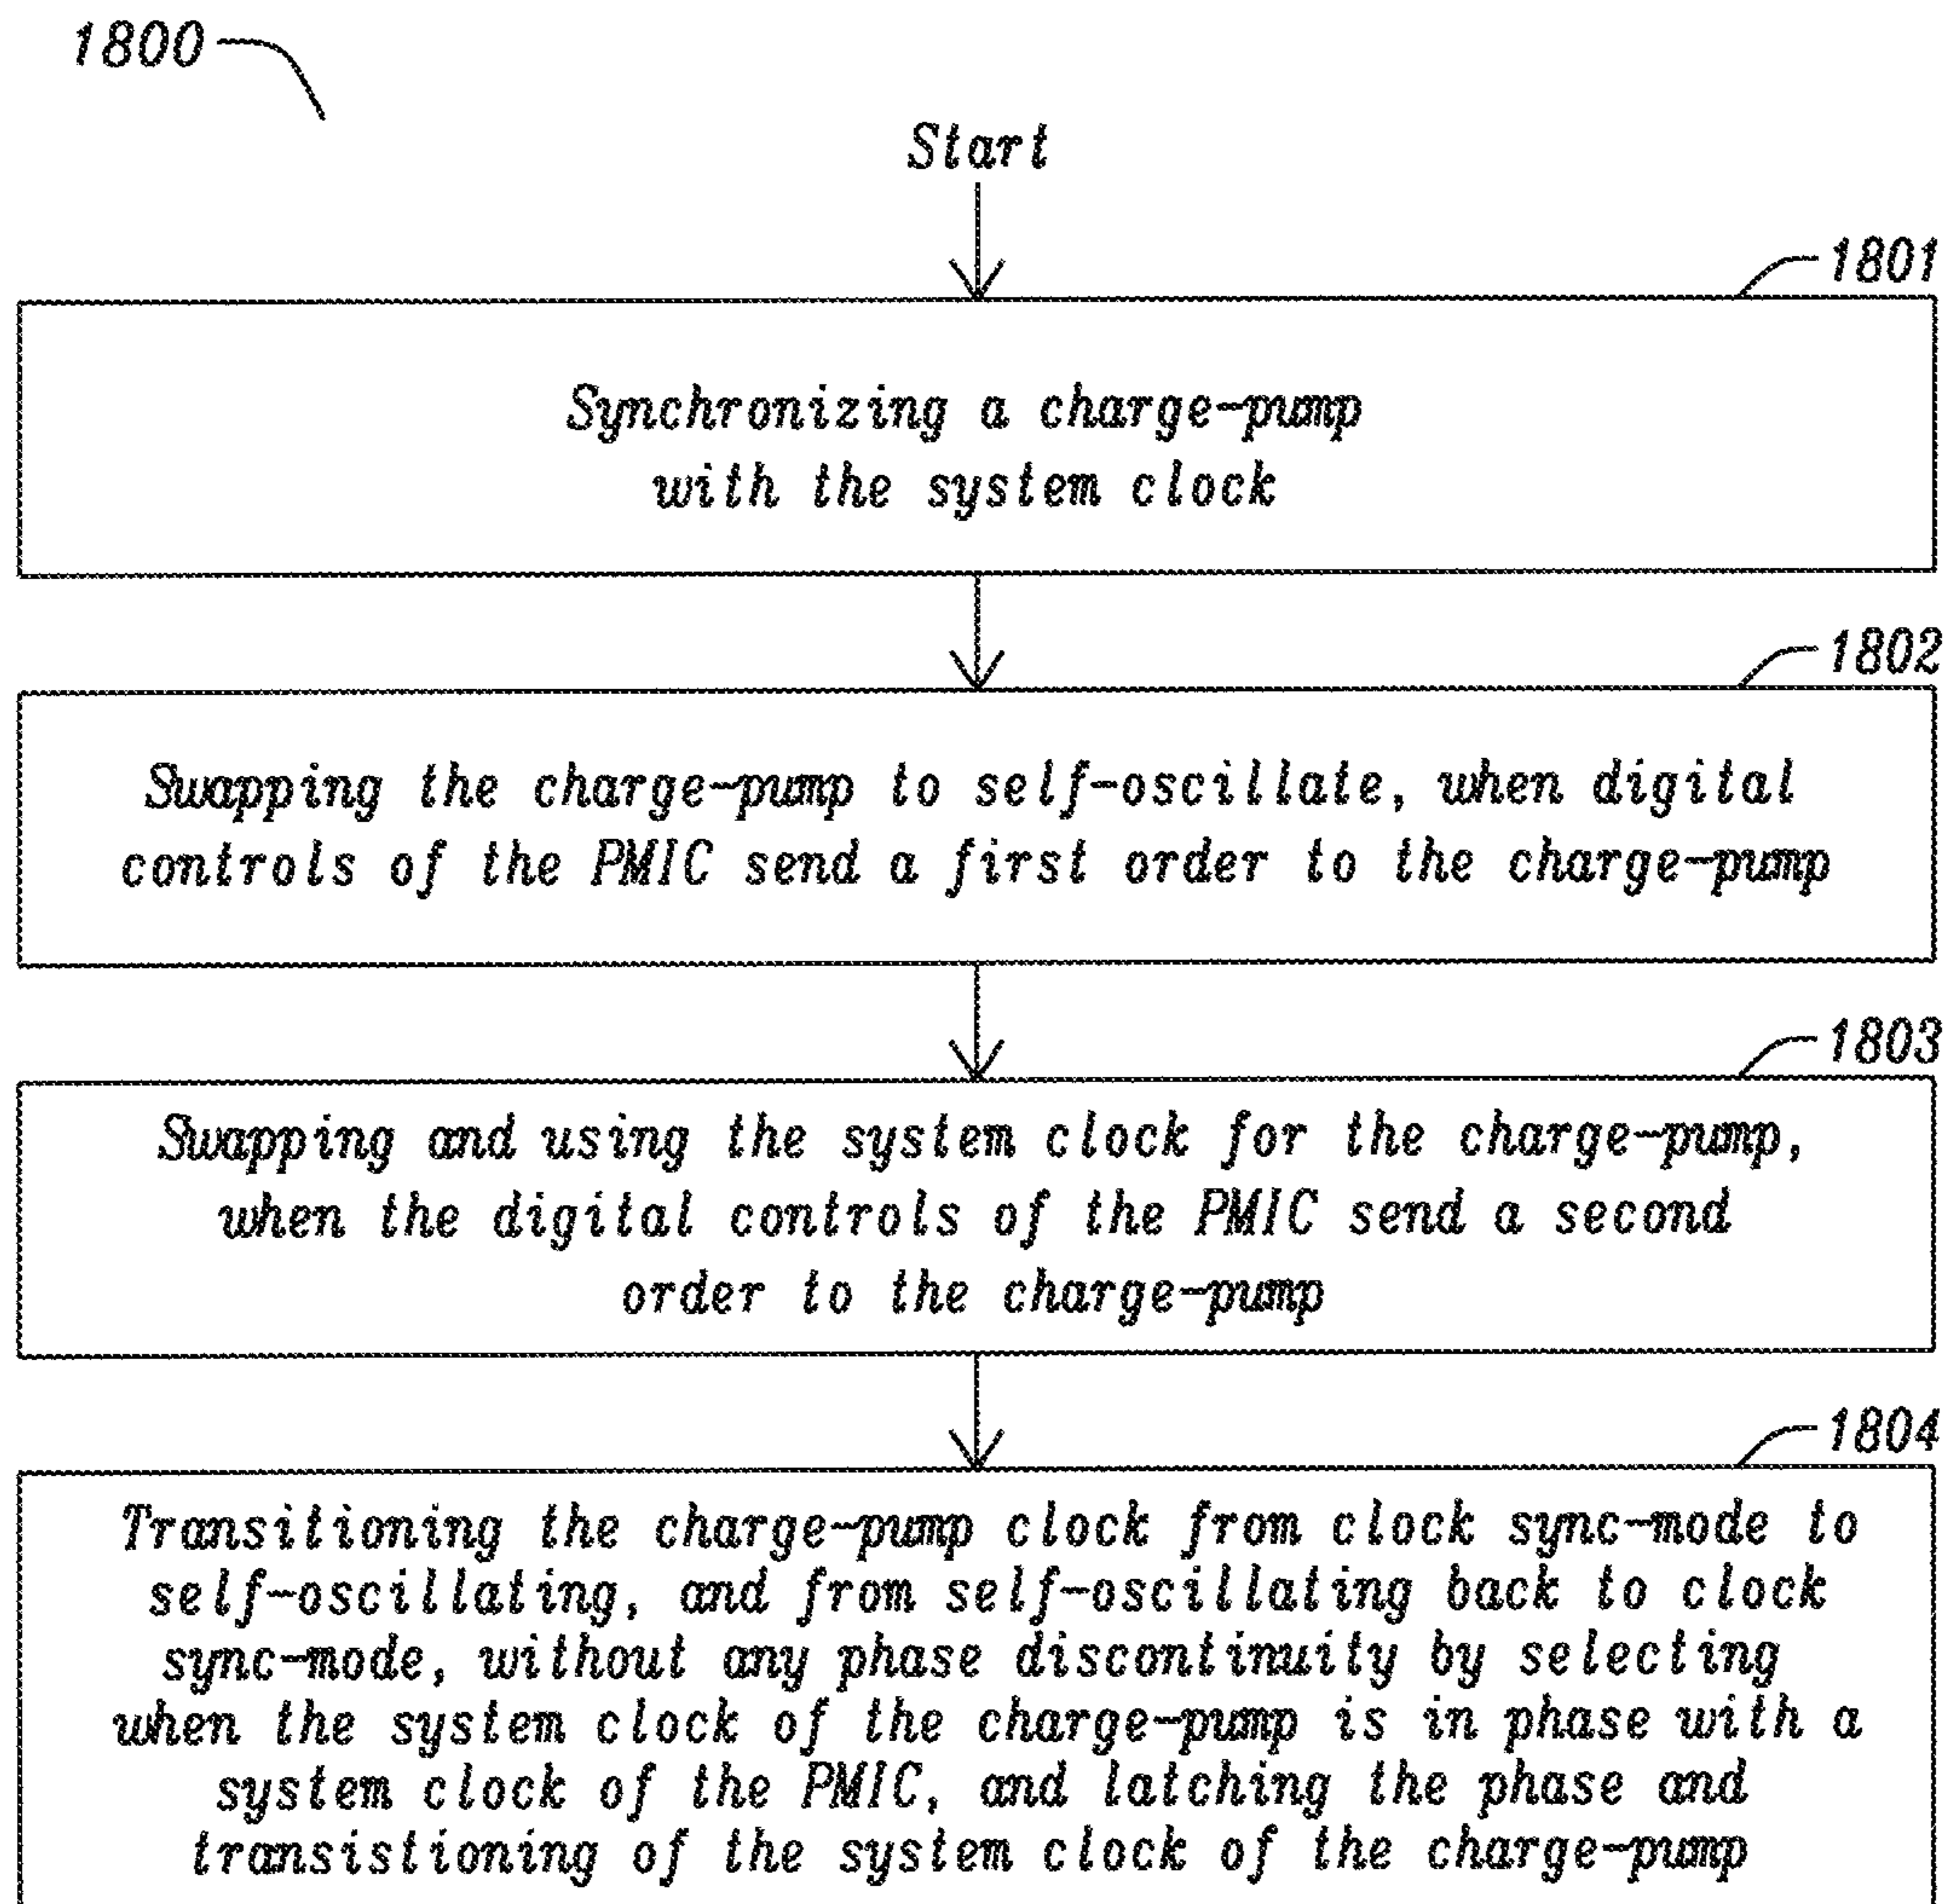 1800
Start
1801
Synchronizing a charge-pump
with the system clock
1802
Swapping the charge-pump to self-oscillate, when digital
controls of the PMIC send a first order to the charge-pump
1803
Swapping and using the system clock for the charge-pump,
when the digital controls of the PMIC send a second
order to the charge-pump
1804
Transitioning the charge-pump clock from clock sync-mode to
self-oscillating, and from self-oscillating back to clock
sync-mode, without any phase discontinuity by selecting
when the system clock of the charge-pump is in phase with a
system clock of the PMIC, and latching the phase and
transistioning of the system clock of the charge-pump